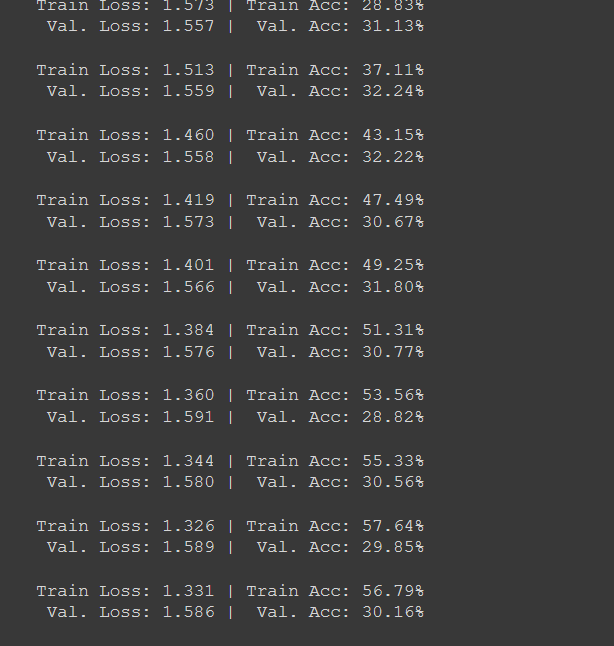 Train Loss: 1.573 | Train Acc: 28.83%
Val. Loss: 1.557 | Val. Acc: 31.13%
Train Loss: 1.513 | Train Acc: 37.11%
Val. Loss: 1.559 | Val. Acc: 32.24%
Train Loss: 1.460 | Train Acc: 43.15%
Val. Loss: 1.558 | Val. Acc: 32.22%
Train Loss: 1.419 | Train Acc: 47.49%
Val. Loss: 1.573 | Val. Acc: 30.67%
Train Loss: 1.401 | Train Acc: 49.25%
Val. Loss: 1.566 | Val. Acc: 31.80%
Train Loss: 1.384 | Train Acc: 51.31%
Val. Loss: 1.576 | Val. Acc: 30.77%
Train Loss: 1.360 | Train Acc: 53.56%
Val. Loss: 1.591 | Val. Acc: 28.82%
Train Loss: 1.344 | Train Acc: 55.33%
Val. Loss: 1.580 | Val. Acc: 30.56%
Train Loss: 1.326 | Train Acc: 57.64%
Val. Loss: 1.589 | Val. Acc: 29.85%
Train Loss: 1.331 | Train Acc: 56.79%
Val. Loss: 1.586 | Val. Acc: 30.16%